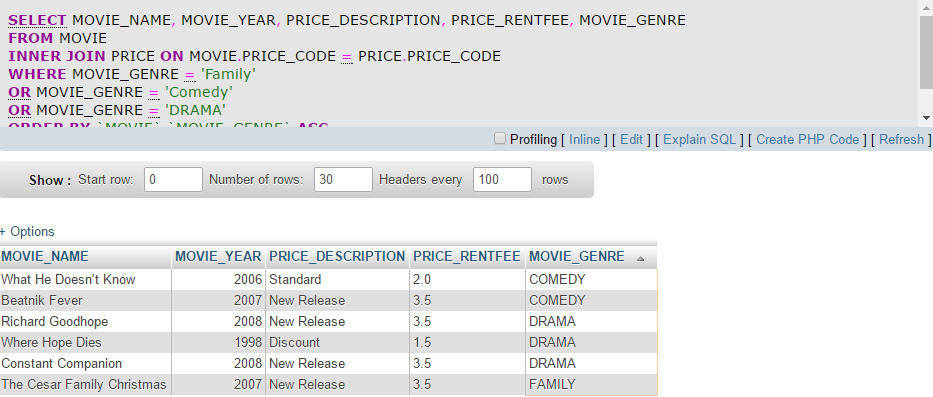 SELECT MOVIE_NAME, MOVIE_YEAR, PRICE_DESCRIPTION, PRICE_RENTFEE, MOVIE_GENRE
FROM MOVIE
INNER JOIN PRICE ON MOVIE.PRICE_CODE = PRICE.PRICE_CODE
WHERE MOVIE_GENRE = 'Family'
OR MOVIE_GENRE = 'Comedy'
OR MOVIE_GENRE = 'DRAMA'
ORDER BY `MOVIE`.`MOVIE_GENRE` ASC
Profiling [ Inline ] [ Edit ] [ Explain SQL ] [ Create PHP Code ] [ Refresh ]
Show : Start row: 0 Number of rows: 30 Headers every 100 rows
+ Options
MOVIE_NAME MOVIE_YEAR PRICE_DESCRIPTION PRICE_RENTFEE MOVIE_GENRE
What He Doesn't Know 2006 Standard 2.0 COMEDY
Beatnik Fever 2007 New Release 3.5 COMEDY
Richard Goodhope 2008 New Release 3.5 DRAMA
Where Hope Dies 1998 Discount 1.5 DRAMA
Constant Companion 2008 New Release 3.5 DRAMA
The Cesar Family Christmas 2007 New Release 3.5 FAMILY